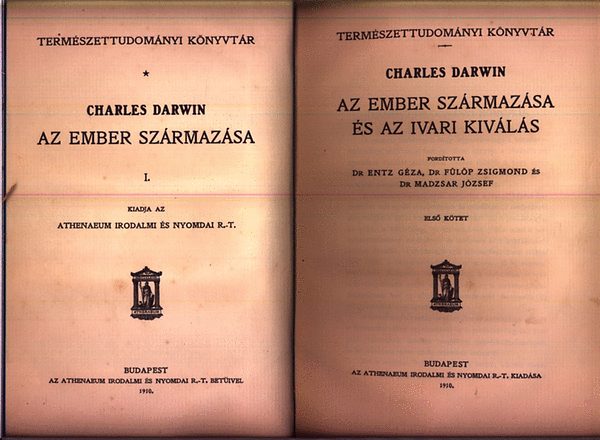 TERMÉSZETTUDOMÁNYI KÖNYVTÁR
*
CHARLES DARWIN
AZ EMBER SZÁRMAZÁSA
I.
KIADJA AZ
ATHENAEUM IRODALMI ÉS NYOMDAI R.-T.
ATHENAEUM
BUDAPEST
AZ ATHENAEUM IRODALMI ÉS NYOMDAI R.-T. BETŰIVEL
1910.
TERMÉSZETTUDOMÁNYI KÖNYVTÁR
CHARLES DARWIN
AZ EMBER SZÁRMAZÁSA
ÉS AZ IVARI KIVÁLÁS
FORDÍTOTTA
DR ENTZ GÉZA, DR FÜLÖP ZSIGMOND ÉS
DR MADZSAR JÓZSEF
ELSŐ KÖTET
ATHENAEUM
BUDAPEST
AZ ATHENAEUM IRODALMI ÉS NYOMDAI R.-T. KIADÁSA
1910.